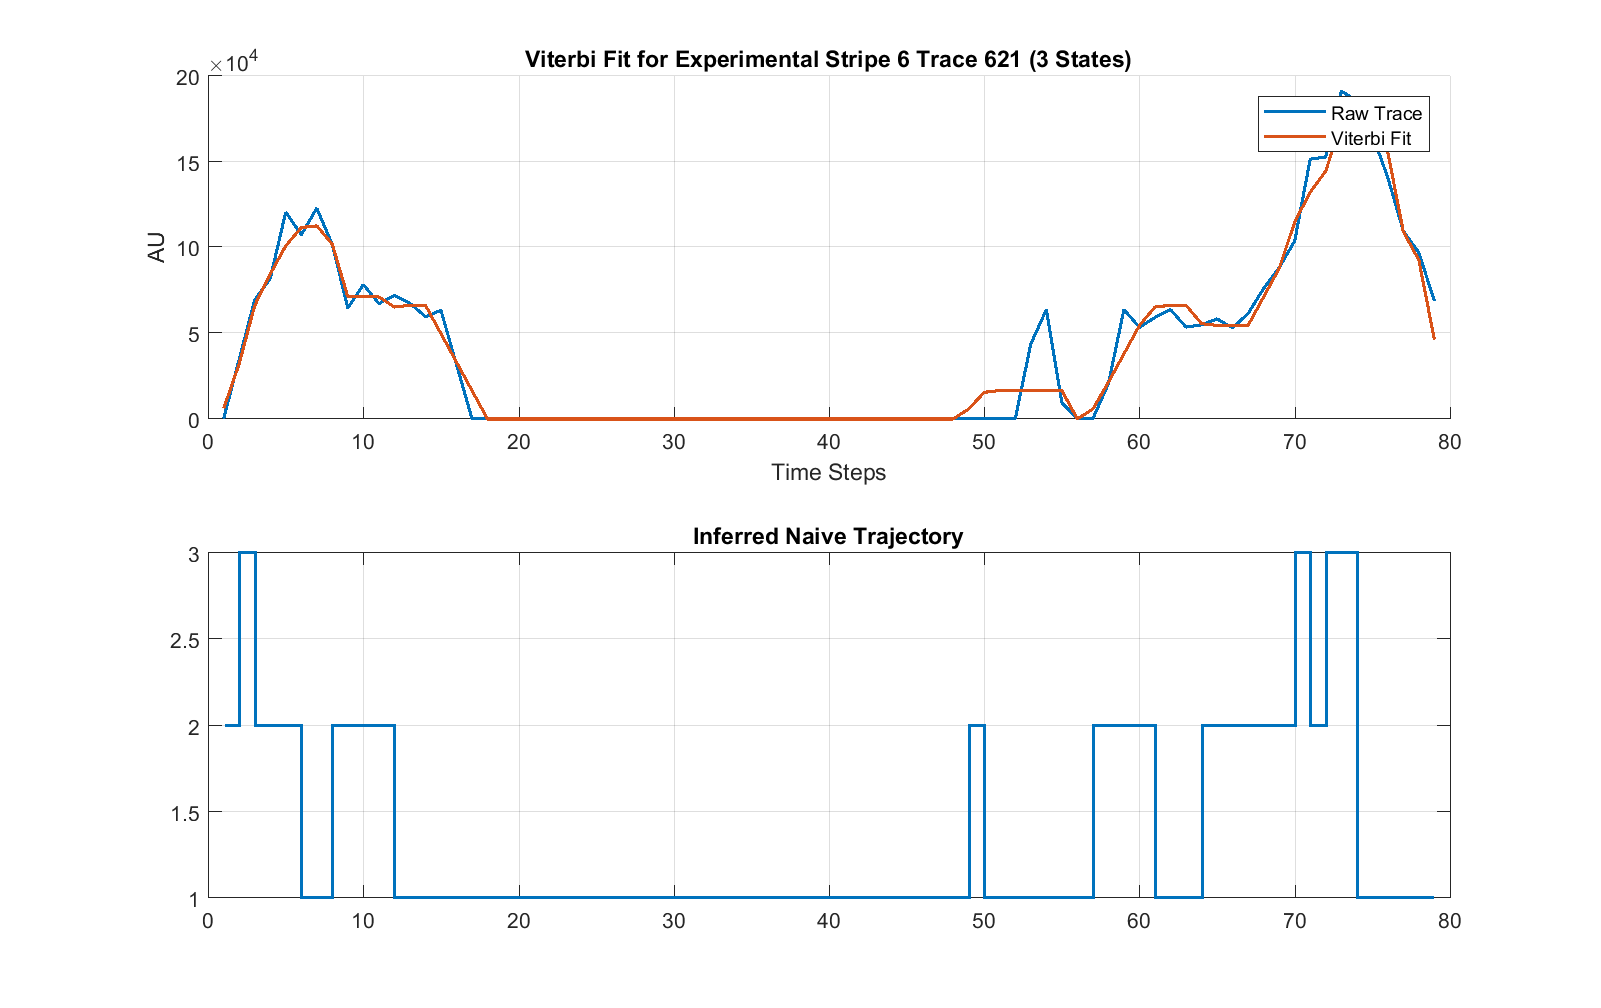 Viterbi Fit for Experimental Stripe 6 Trace 621 (3 States)
×10⁴
20
15
10
5
0
AU
Raw Trace
Viterbi Fit
0 10 20 30 40 50 60 70 80
Time Steps
Inferred Naive Trajectory
3
2.5
2
1.5
1
0 10 20 30 40 50 60 70 80